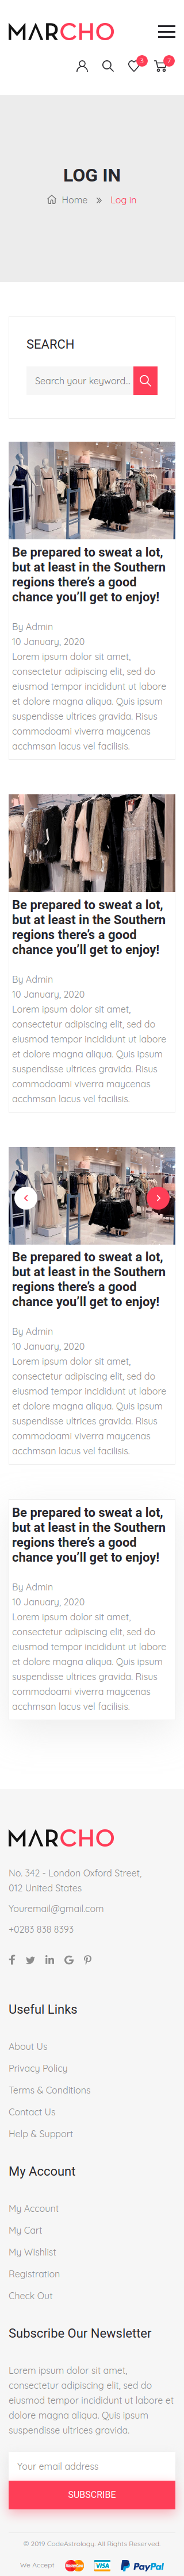 MARCHO
3
7
LOG IN
Home » Log in
SEARCH
Search your keyword...
Be prepared to sweat a lot,
but at least in the Southern
regions there's a good
chance you'll get to enjoy!
By Admin
10 January, 2020
Lorem ipsum dolor sit amet,
consectetur adipiscing elit, sed do
eiusmod tempor incididunt ut labore
et dolore magna aliqua. Quis ipsum
suspendisse ultrices gravida. Risus
commodoami viverra maycenas
acchmsan lacus vel facilisis.
Be prepared to sweat a lot,
but at least in the Southern
regions there's a good
chance you'll get to enjoy!
By Admin
10 January, 2020
Lorem ipsum dolor sit amet,
consectetur adipiscing elit, sed do
eiusmod tempor incididunt ut labore
et dolore magna aliqua. Quis ipsum
suspendisse ultrices gravida. Risus
commodoami viverra maycenas
acchmsan lacus vel facilisis.
Be prepared to sweat a lot,
but at least in the Southern
regions there's a good
chance you'll get to enjoy!
By Admin
10 January, 2020
Lorem ipsum dolor sit amet,
consectetur adipiscing elit, sed do
eiusmod tempor incididunt ut labore
et dolore magna aliqua. Quis ipsum
suspendisse ultrices gravida. Risus
commodoami viverra maycenas
acchmsan lacus vel facilisis.
Be prepared to sweat a lot,
but at least in the Southern
regions there's a good
chance you'll get to enjoy!
By Admin
10 January, 2020
Lorem ipsum dolor sit amet,
consectetur adipiscing elit, sed do
eiusmod tempor incididunt ut labore
et dolore magna aliqua. Quis ipsum
suspendisse ultrices gravida. Risus
commodoami viverra maycenas
acchmsan lacus vel facilisis.
MARCHO
No. 342 - London Oxford Street,
012 United States
Youremail@gmail.com
+0283 838 8393
Useful Links
About Us
Privacy Policy
Terms & Conditions
Contact Us
Help & Support
My Account
My Account
My Cart
My WIshlist
Registration
Check Out
Subscribe Our Newsletter
Lorem ipsum dolor sit amet,
consectetur adipiscing elit, sed do
eiusmod tempor incididunt ut labore et
dolore magna aliqua. Quis ipsum
suspendisse ultrices gravida.
Your email address
SUBSCRIBE
© 2019 CodeAstrology. All Rights Reserved.
We Accept MasterCard VISA PayPal